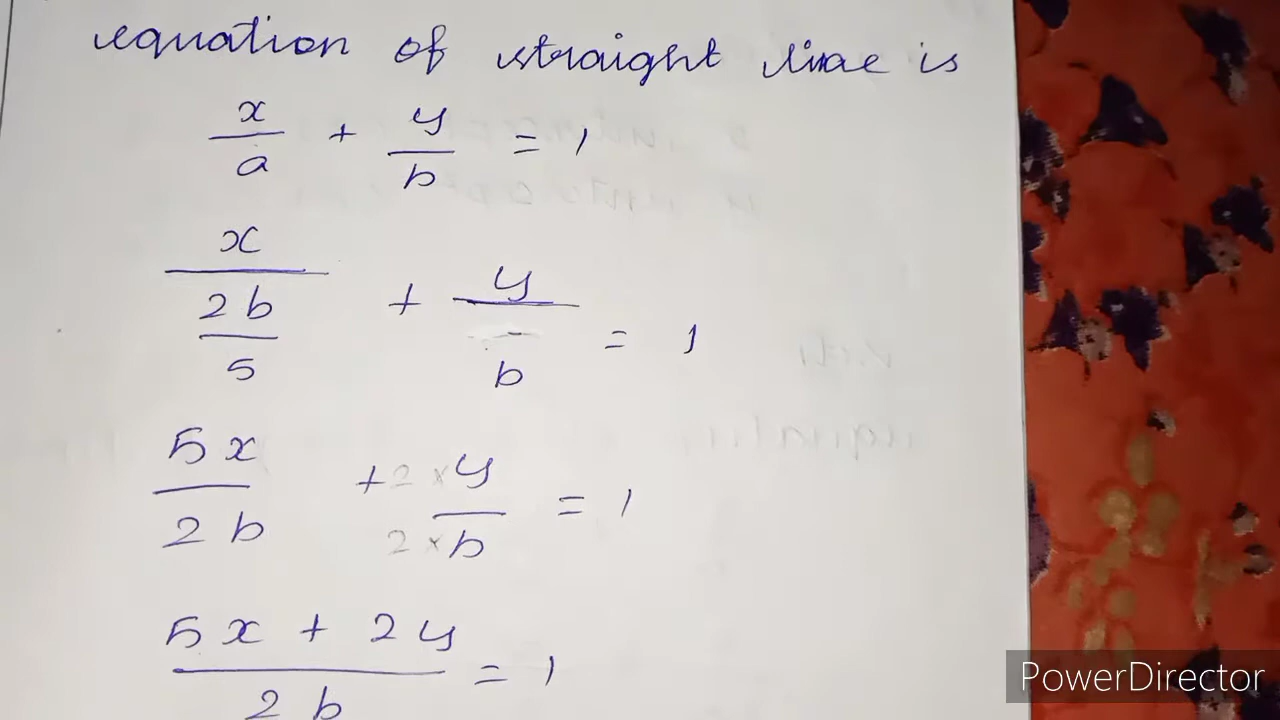 equation of straight line is
x/a + y/b = 1
x/(2b/5) + y/b = 1
5x/2b + 2 × y/2 × b = 1
5x + 2y/2b = 1
PowerDirector